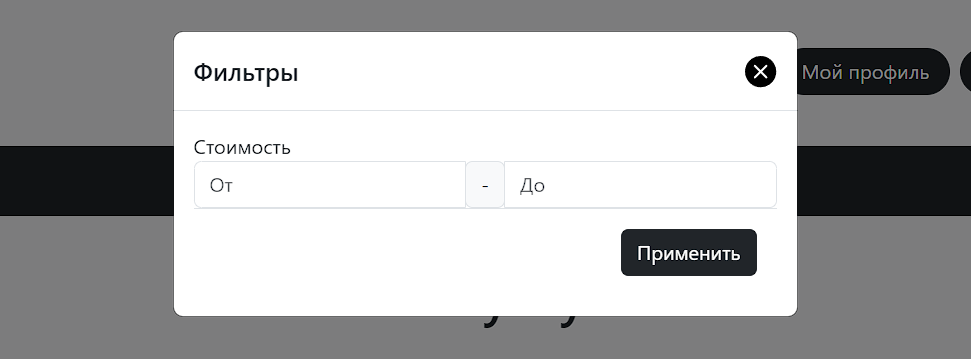 Фильтры
Мой профиль
Стоимость
От - До
Применить